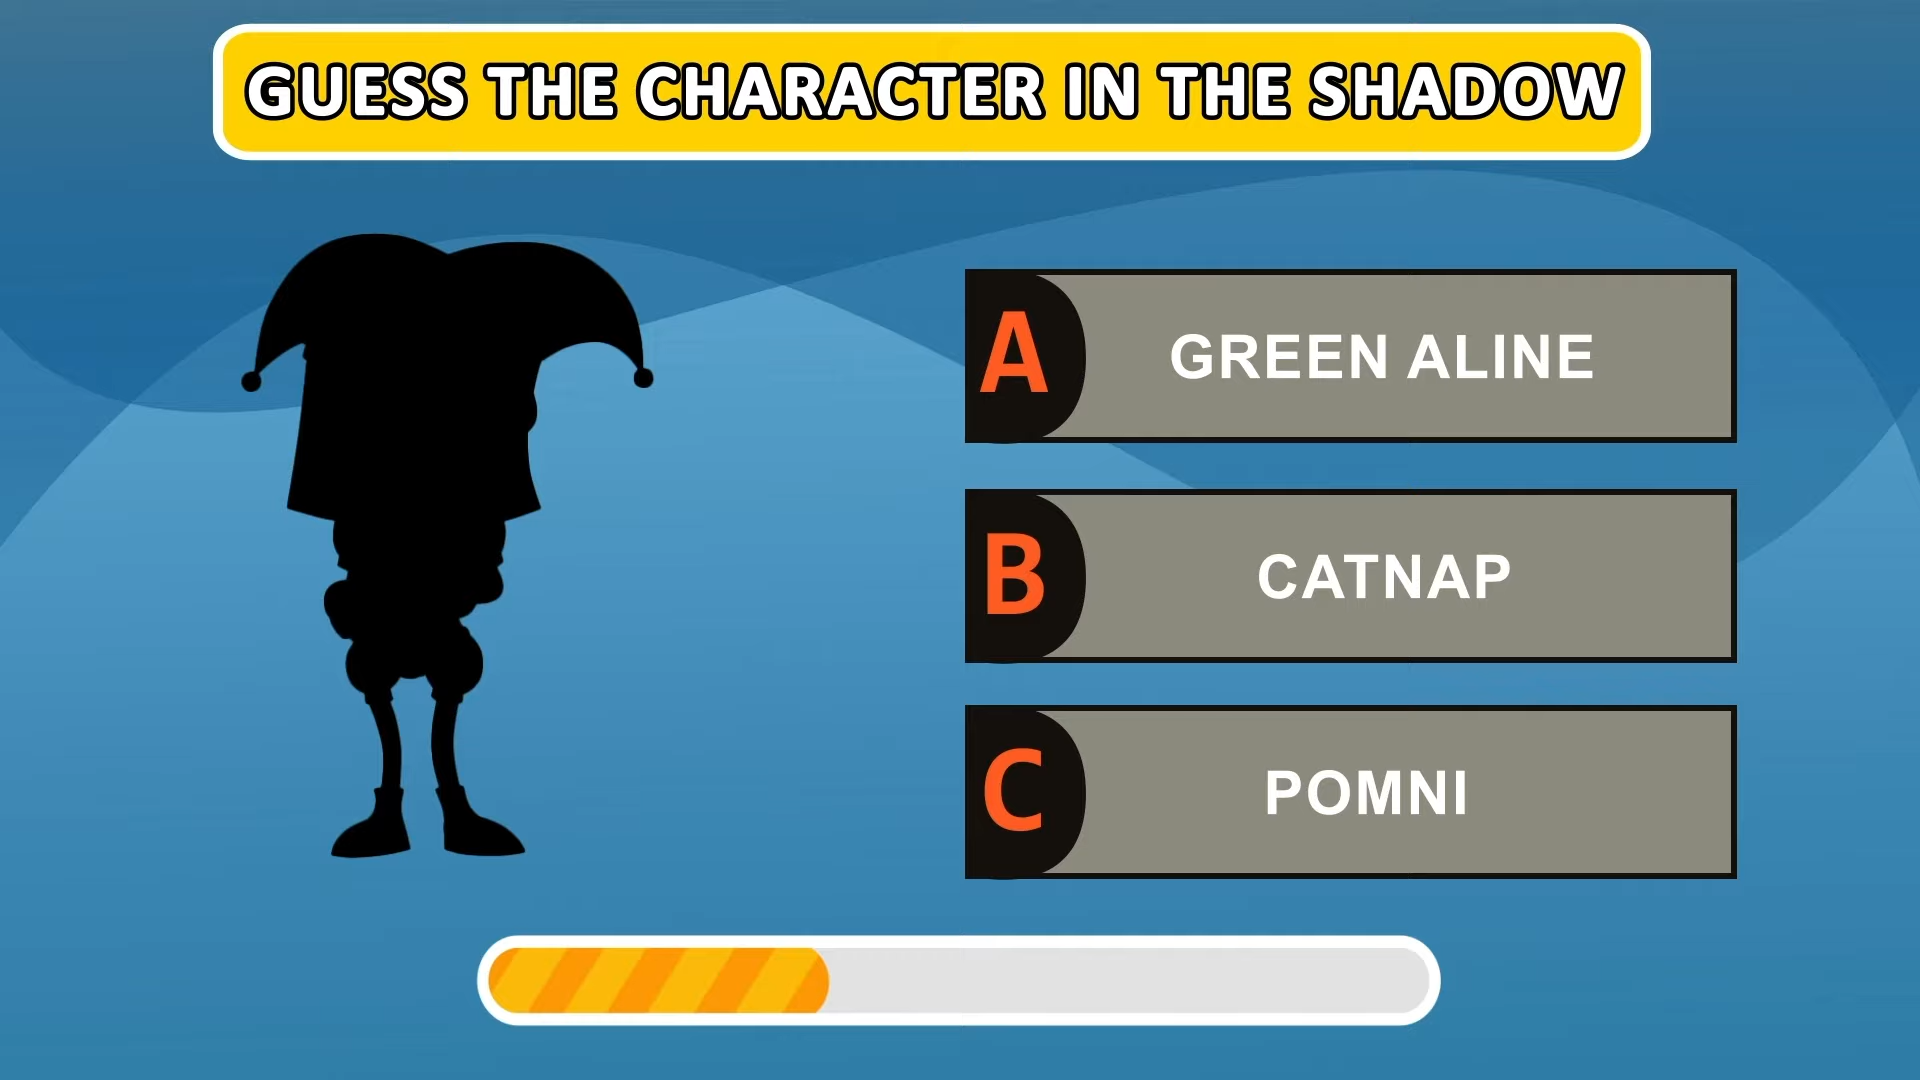 GUESS THE CHARACTER IN THE SHADOW
A GREEN ALINE
B CATNAP
C POMNI